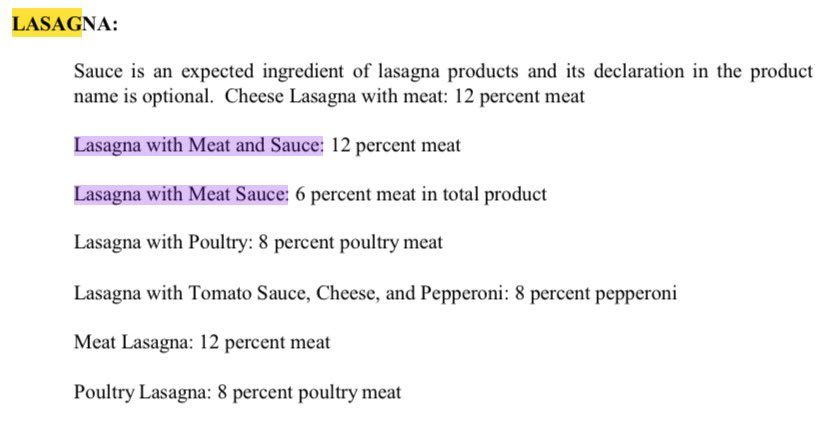 LASAGNA:
Sauce is an expected ingredient of lasagna products and its declaration in the product
name is optional. Cheese Lasagna with meat: 12 percent meat
Lasagna with Meat and Sauce: 12 percent meat
Lasagna with Meat Sauce: 6 percent meat in total product
Lasagna with Poultry: 8 percent poultry meat
Lasagna with Tomato Sauce, Cheese, and Pepperoni: 8 percent pepperoni
Meat Lasagna: 12 percent meat
Poultry Lasagna: 8 percent poultry meat